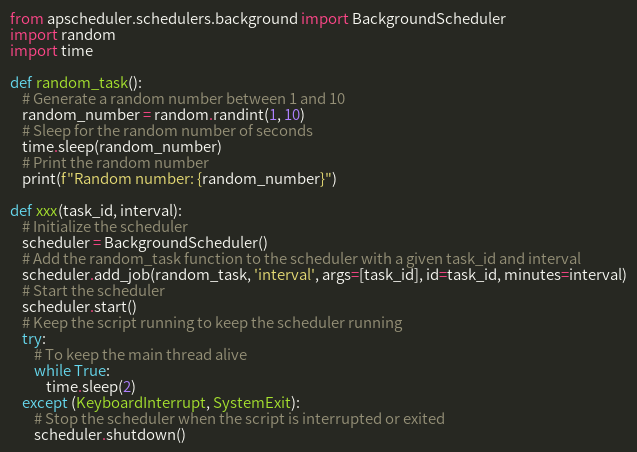 from apscheduler.schedulers.background import BackgroundScheduler
import random
import time

def random_task():
    # Generate a random number between 1 and 10
    random_number = random.randint(1, 10)
    # Sleep for the random number of seconds
    time.sleep(random_number)
    # Print the random number
    print(f"Random number: {random_number}")

def xxx(task_id, interval):
    # Initialize the scheduler
    scheduler = BackgroundScheduler()
    # Add the random_task function to the scheduler with a given task_id and interval
    scheduler.add_job(random_task, 'interval', args=[task_id], id=task_id, minutes=interval)
    # Start the scheduler
    scheduler.start()
    # Keep the script running to keep the scheduler running
    try:
        # To keep the main thread alive
        while True:
            time.sleep(2)
    except (KeyboardInterrupt, SystemExit):
        # Stop the scheduler when the script is interrupted or exited
        scheduler.shutdown()